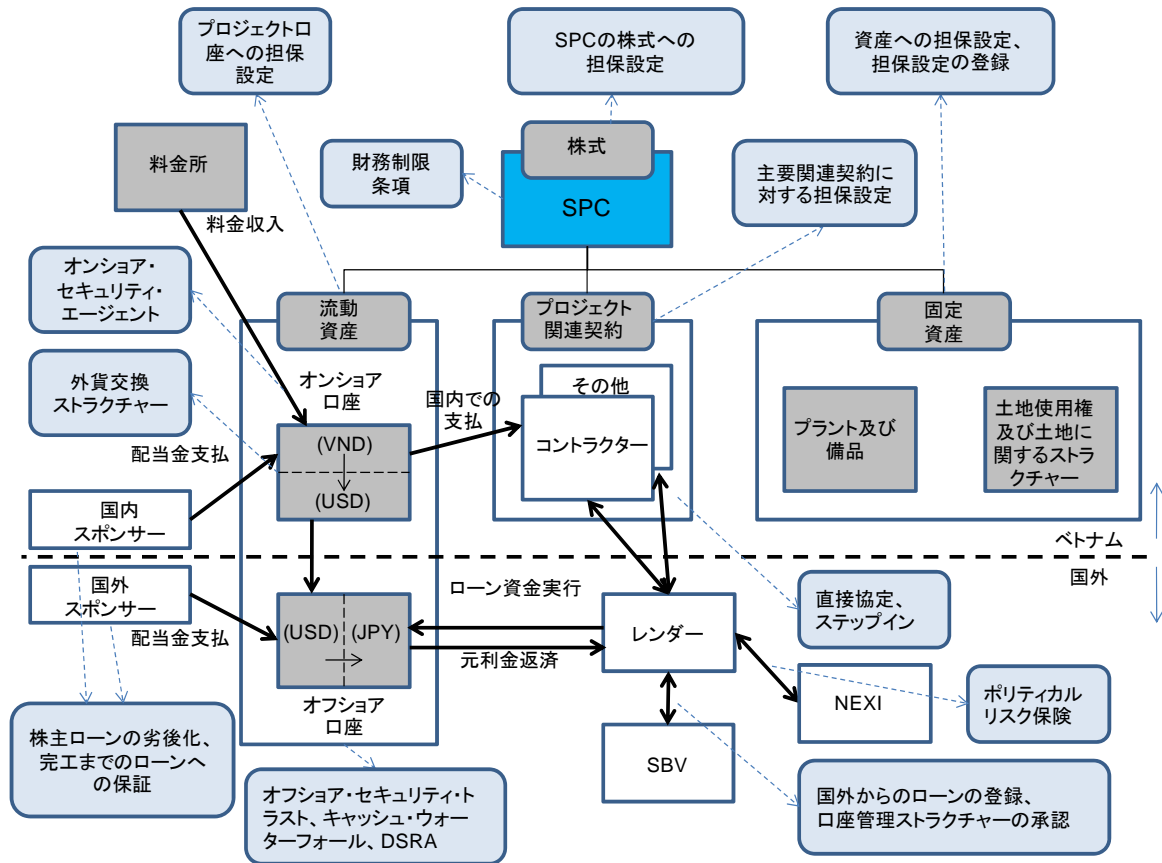 プロジェクト口
座への担保
設定
SPCの株式への
担保設定
資産への担保設定、
担保設定の登録
料金所
財務制限
条項
株式
SPC
主要関連契約に
対する担保設定
料金収入
オンショア・
セキュリティ・
エージェント
流動
資産
プロジェクト
関連契約
固定
資産
外貨交換
ストラクチャー
オンショア
口座
国内での
支払
その他
コントラクター
プラント及び
備品
土地使用権
及び土地に
関するストラ
クチャー
配当金支払
(VND)
(USD)
国内
スポンサー
ベトナム
国外
国外
スポンサー
配当金支払
(USD)
(JPY)
オフショア
口座
ローン資金実行
元利金返済
レンダー
直接協定、
ステップイン
NEXI
ポリティカル
リスク保険
SBV
株主ローンの劣後化、
完工までのローンへ
の保証
オフショア・セキュリティ・ト
ラスト、キャッシュ・ウォー
ターフォール、DSRA
国外からのローンの登録、
口座管理ストラクチャーの承認